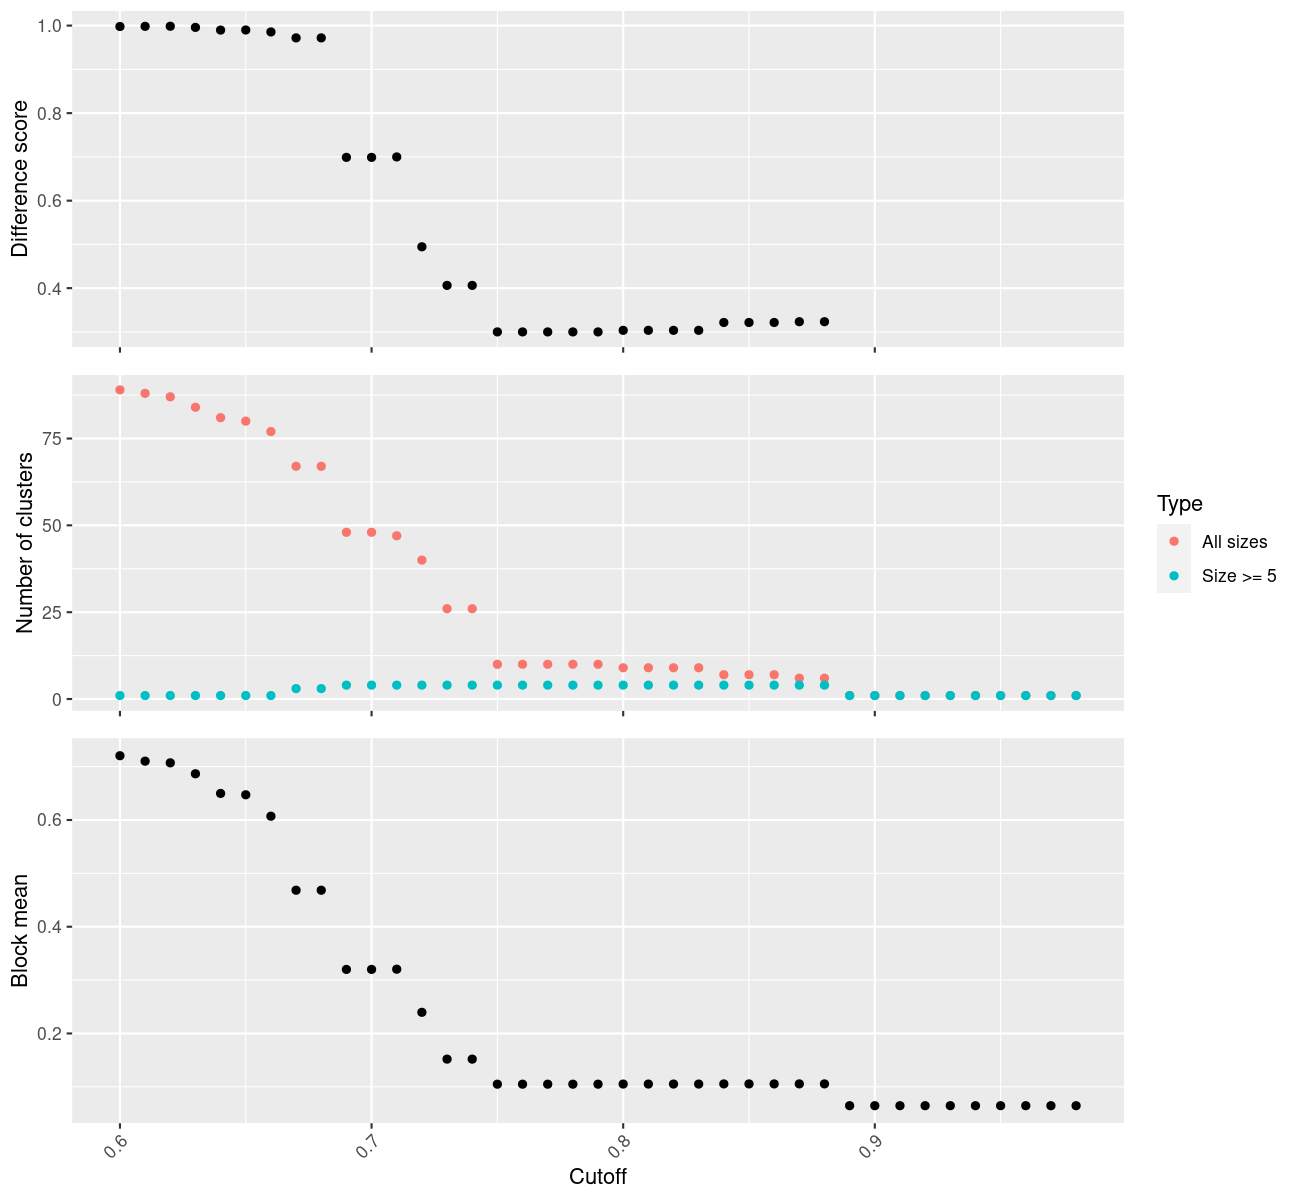 1.0
0.8
0.6
0.4
Difference score
75
50
25
0
Number of clusters
Type
All sizes
Size >= 5
0.6
0.4
0.2
Block mean
0.6
0.7
0.8
0.9
Cutoff